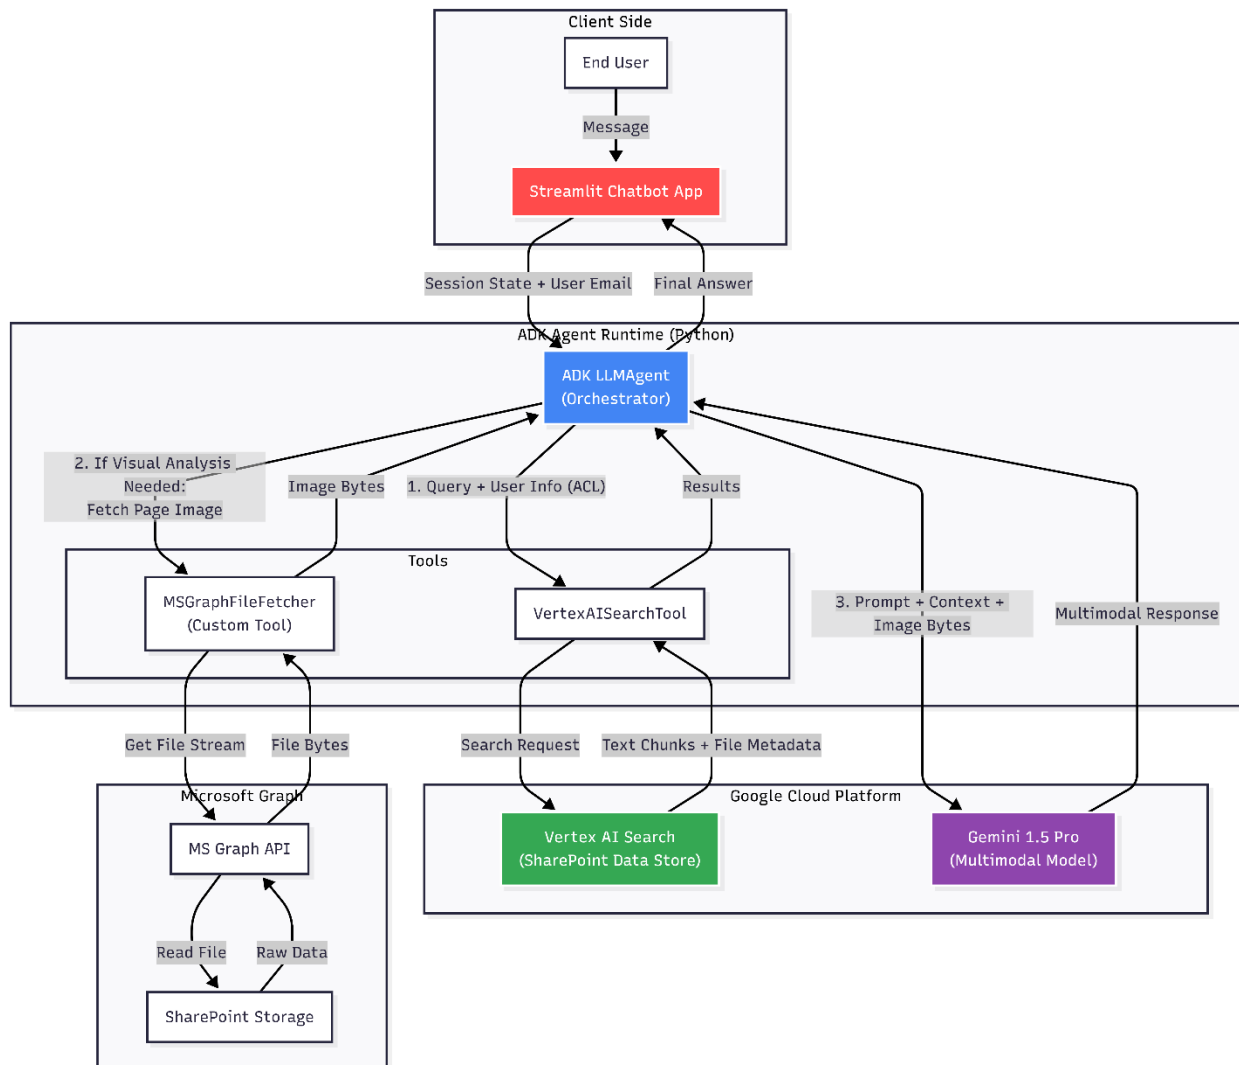 Client Side
End User
Message
Streamlit Chatbot App
Session State + User Email
Final Answer
ADK Agent Runtime (Python)
ADK LLMAgent
(Orchestrator)
2. If Visual Analysis
Needed:
Fetch Page Image
Image Bytes
1. Query + User Info (ACL)
Results
Tools
MSGraphFileFetcher
(Custom Tool)
VertexAISearchTool
3. Prompt + Context +
Image Bytes
Multimodal Response
Get File Stream
File Bytes
Search Request
Text Chunks + File Metadata
Microsoft Graph
Google Cloud Platform
MS Graph API
Vertex AI Search
(SharePoint Data Store)
Gemini 1.5 Pro
(Multimodal Model)
Read File
Raw Data
SharePoint Storage